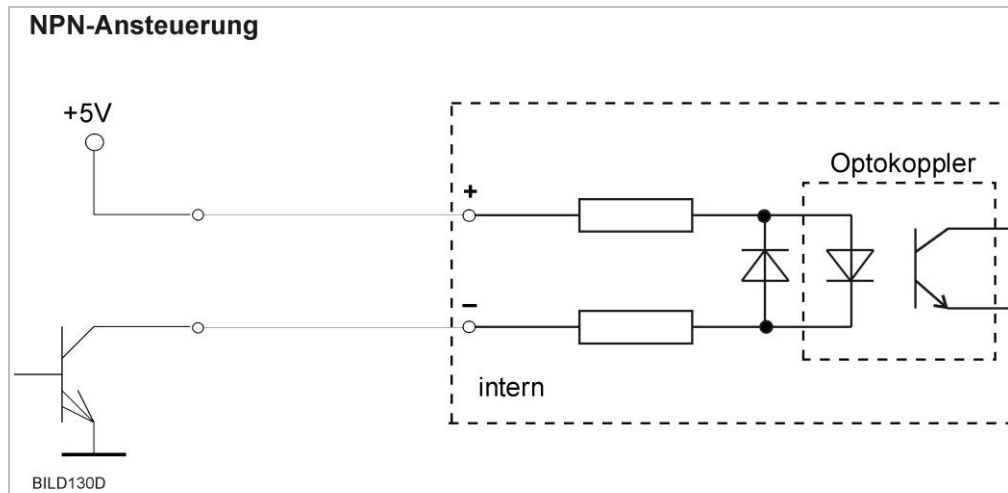 NPN-Ansteuerung
+5V
Optokoppler
+
–
intern
BILD130D